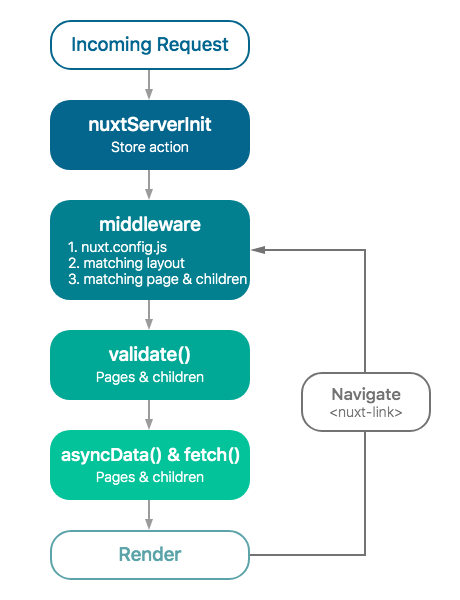 Incoming Request
nuxtServerInit
Store action
middleware
1. nuxt.config.js
2. matching layout
3. matching page & children
validate()
Pages & children
Navigate
<nuxt-link>
asyncData() & fetch()
Pages & children
Render